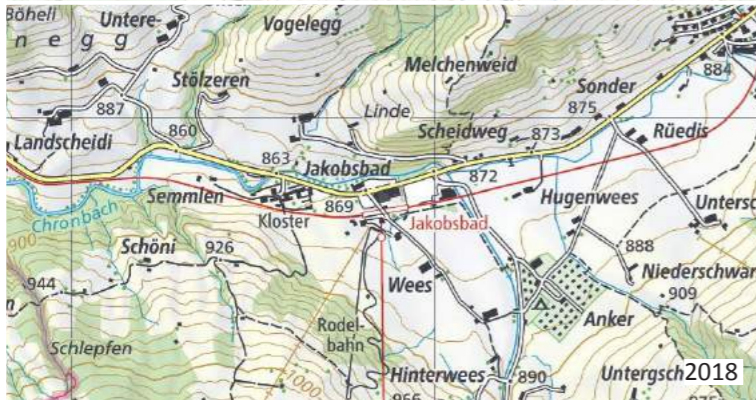 Böheli
Untere-
Vogelegg
negg
Melchenweid
884
Stölzeren
Sonder
887
Linde
875
Landscheidi
860
Scheidweg
873
Rüedis
863
Jakobsbad
872
Semmlen
869
Hugenwees
Untersc
Kloster
Jakobsbad
Chronbach
900
Schöni
926
888
944
Wees
Niederschwar
n
909
Rodel-
bahn
Anker
Schlepfen
1000
Hinterwees
890
Untergsch
2018
966